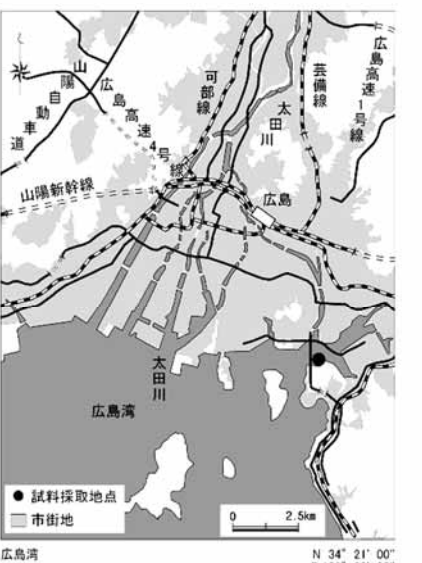 山陽自動車道
広島高速4号線
可部線
太田川
芸備線
広島高速1号線
山陽新幹線
広島
太田川
広島湾
試料採取地点
市街地
0 2.5km
広島湾
N 34° 21′ 00″